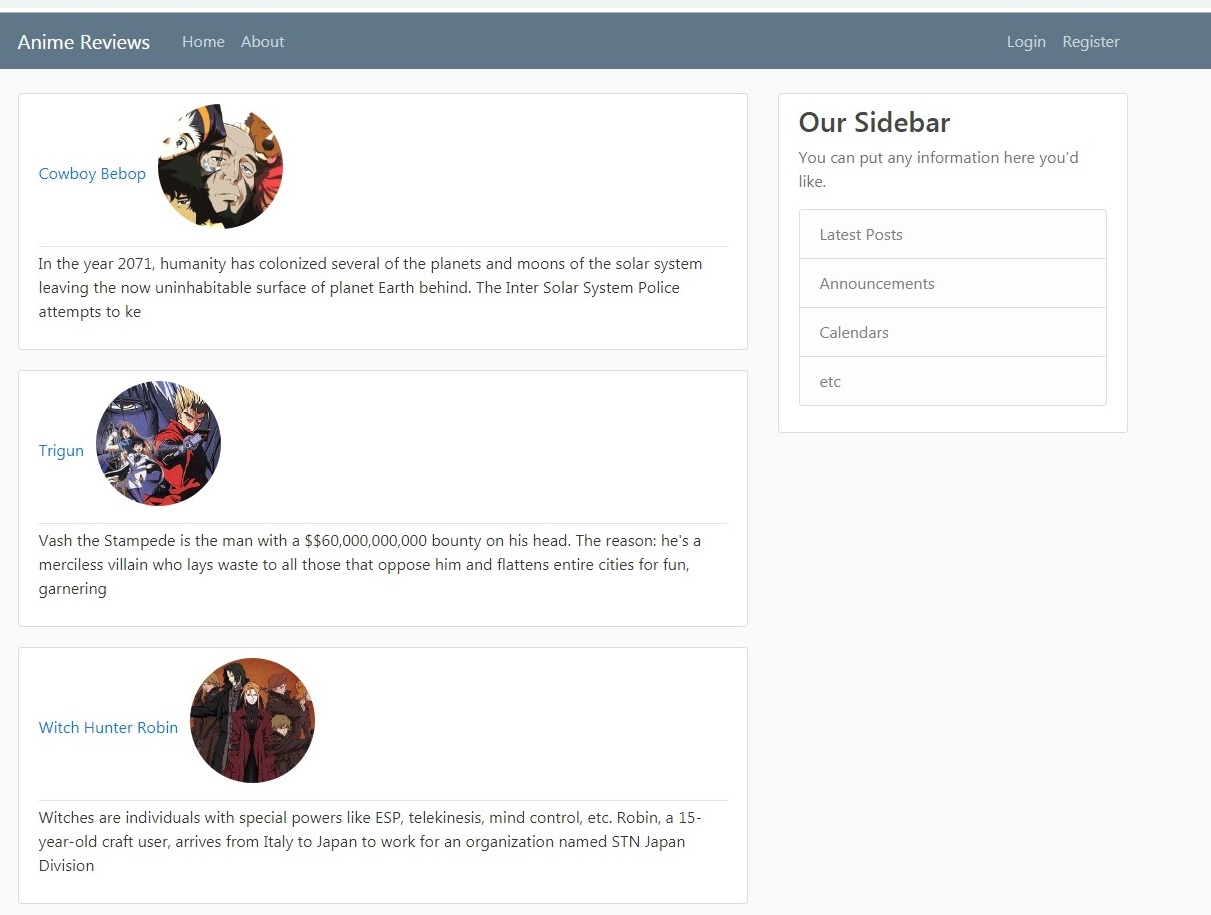 Anime Reviews Home About Login Register
Cowboy Bebop
In the year 2071, humanity has colonized several of the planets and moons of the solar system
leaving the now uninhabitable surface of planet Earth behind. The Inter Solar System Police
attempts to ke
Trigun
Vash the Stampede is the man with a $$60,000,000,000 bounty on his head. The reason: he's a
merciless villain who lays waste to all those that oppose him and flattens entire cities for fun,
garnering
Witch Hunter Robin
Witches are individuals with special powers like ESP, telekinesis, mind control, etc. Robin, a 15-
year-old craft user, arrives from Italy to Japan to work for an organization named STN Japan
Division
Our Sidebar
You can put any information here you'd
like.
Latest Posts
Announcements
Calendars
etc